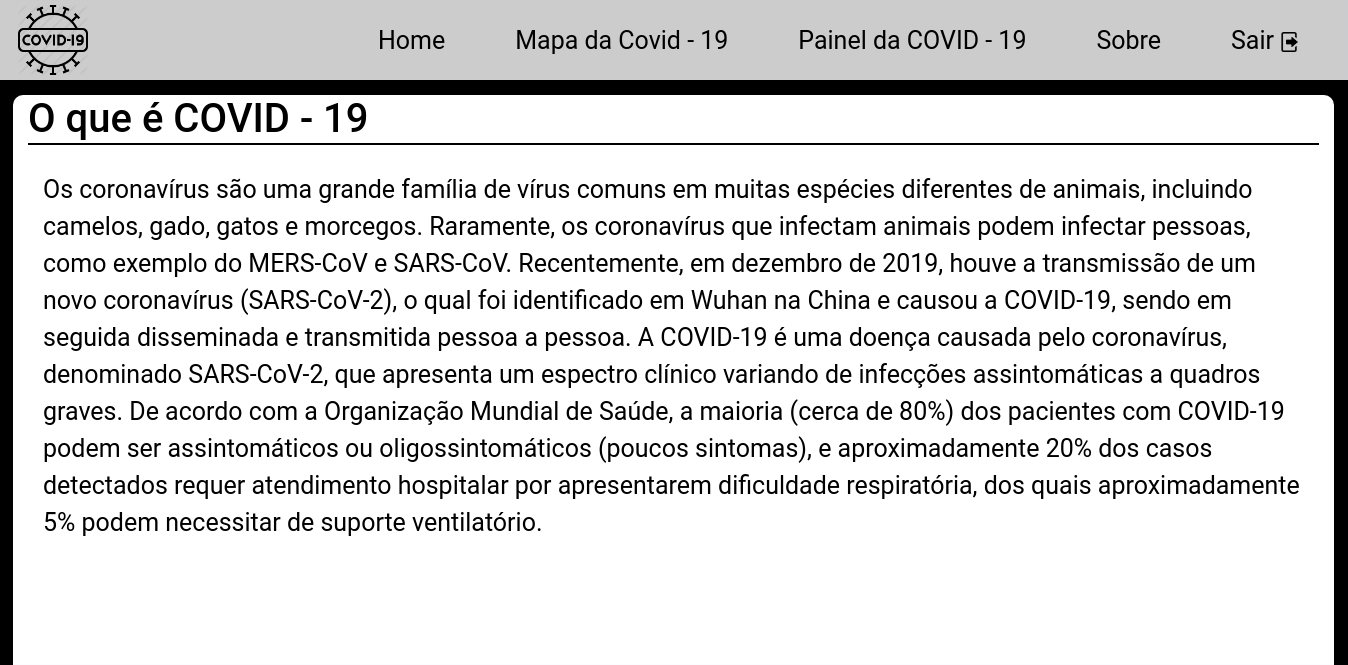 COVID-19
Home
Mapa da Covid - 19
Painel da COVID - 19
Sobre
Sair
O que é COVID - 19
Os coronavírus são uma grande família de vírus comuns em muitas espécies diferentes de animais, incluindo
camelos, gado, gatos e morcegos. Raramente, os coronavírus que infectam animais podem infectar pessoas,
como exemplo do MERS-CoV e SARS-CoV. Recentemente, em dezembro de 2019, houve a transmissão de um
novo coronavírus (SARS-CoV-2), o qual foi identificado em Wuhan na China e causou a COVID-19, sendo em
seguida disseminada e transmitida pessoa a pessoa. A COVID-19 é uma doença causada pelo coronavírus,
denominado SARS-CoV-2, que apresenta um espectro clínico variando de infecções assintomáticas a quadros
graves. De acordo com a Organização Mundial de Saúde, a maioria (cerca de 80%) dos pacientes com COVID-19
podem ser assintomáticos ou oligossintomáticos (poucos sintomas), e aproximadamente 20% dos casos
detectados requer atendimento hospitalar por apresentarem dificuldade respiratória, dos quais aproximadamente
5% podem necessitar de suporte ventilatório.